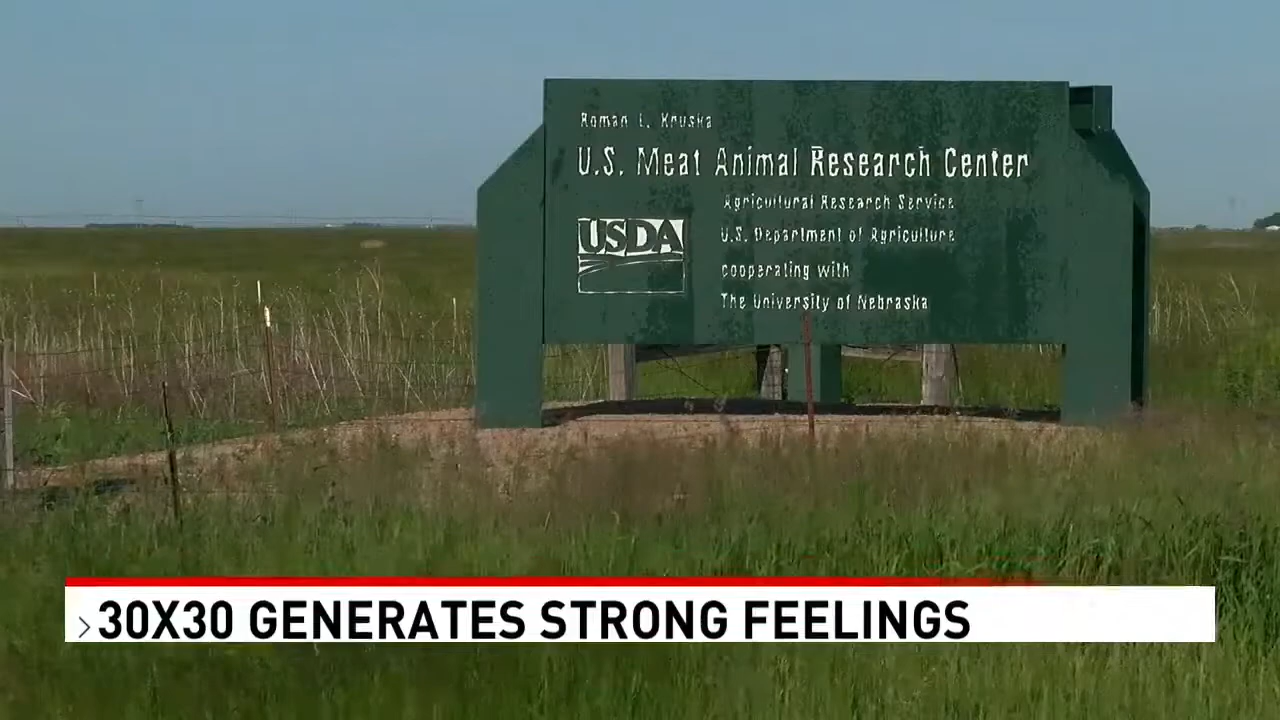 Roman L. Hruska
U.S. Meat Animal Research Center
Agricultural Research Service
USDA
U.S. Department of Agriculture
cooperating with
The University of Nebraska
30X30 GENERATES STRONG FEELINGS